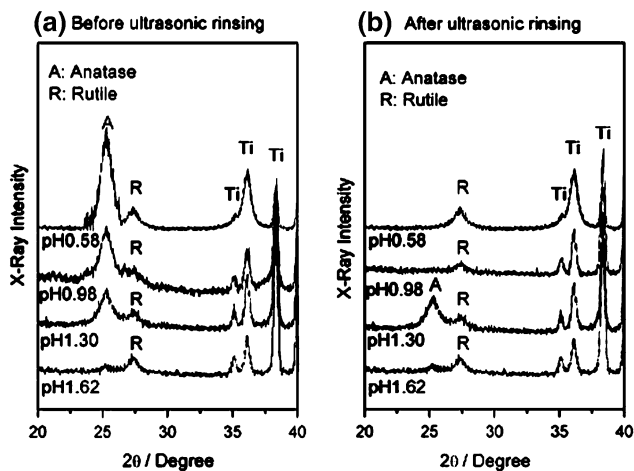 (a) Before ultrasonic rinsing
A: Anatase
R: Rutile
A
R
Ti
Ti
Ti
pH0.58
R
pH0.98
R
pH1.30
R
pH1.62
X-Ray Intensity
20 25 30 35 40
2θ / Degree
(b) After ultrasonic rinsing
A: Anatase
R: Rutile
R
Ti
Ti
Ti
pH0.58
R
pH0.98
A
R
pH1.30
R
pH1.62
X-Ray Intensity
20 25 30 35 40
2θ / Degree